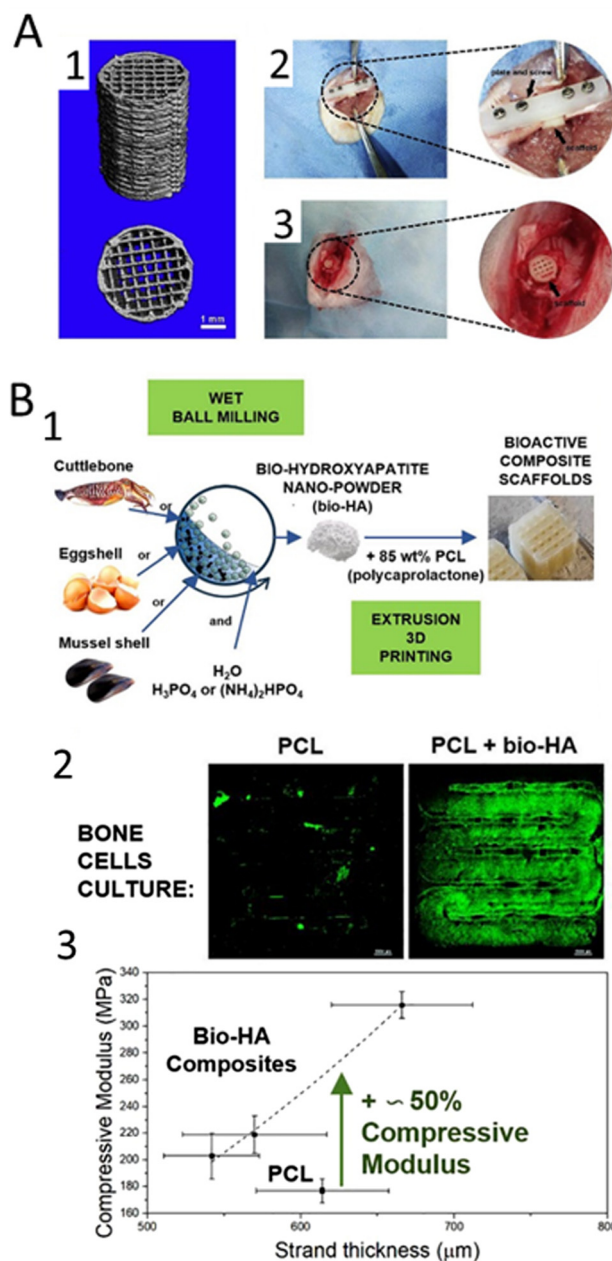 A
1
1 mm
2
plate and screw
scaffold
3
scaffold
B
1
WET
BALL MILLING
Cuttlebone
or
Eggshell
or
or
Mussel shell
and
H₂O
H₃PO₄ or (NH₄)₂HPO₄
BIO-HYDROXYAPATITE
NANO-POWDER
(bio-HA)
+ 85 wt% PCL
(polycaprolactone)
BIOACTIVE
COMPOSITE
SCAFFOLDS
EXTRUSION
3D
PRINTING
2
PCL
PCL + bio-HA
BONE
CELLS
CULTURE:
3
Compressive Modulus (MPa)
340
320
300
280
260
240
220
200
180
160
Bio-HA
Composites
PCL
+ ∽ 50%
Compressive
Modulus
500
600
700
800
Strand thickness (μm)